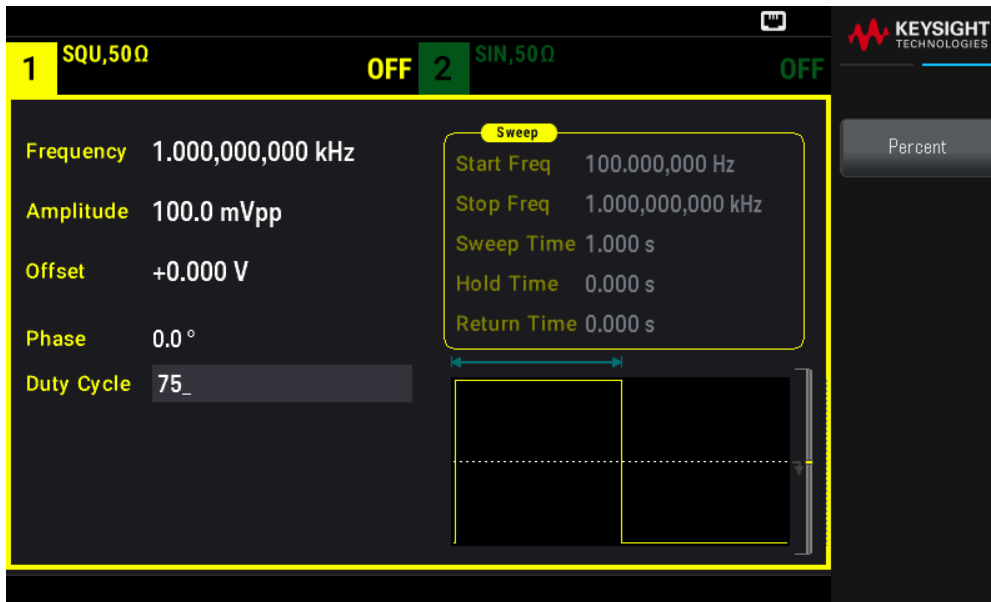 KEYSIGHT
TECHNOLOGIES
1 SQU,50Ω OFF
2 SIN,50Ω OFF
Frequency 1.000,000,000 kHz
Amplitude 100.0 mVpp
Offset +0.000 V
Phase 0.0 °
Duty Cycle 75_
Sweep
Start Freq 100.000,000 Hz
Stop Freq 1.000,000,000 kHz
Sweep Time 1.000 s
Hold Time 0.000 s
Return Time 0.000 s
Percent